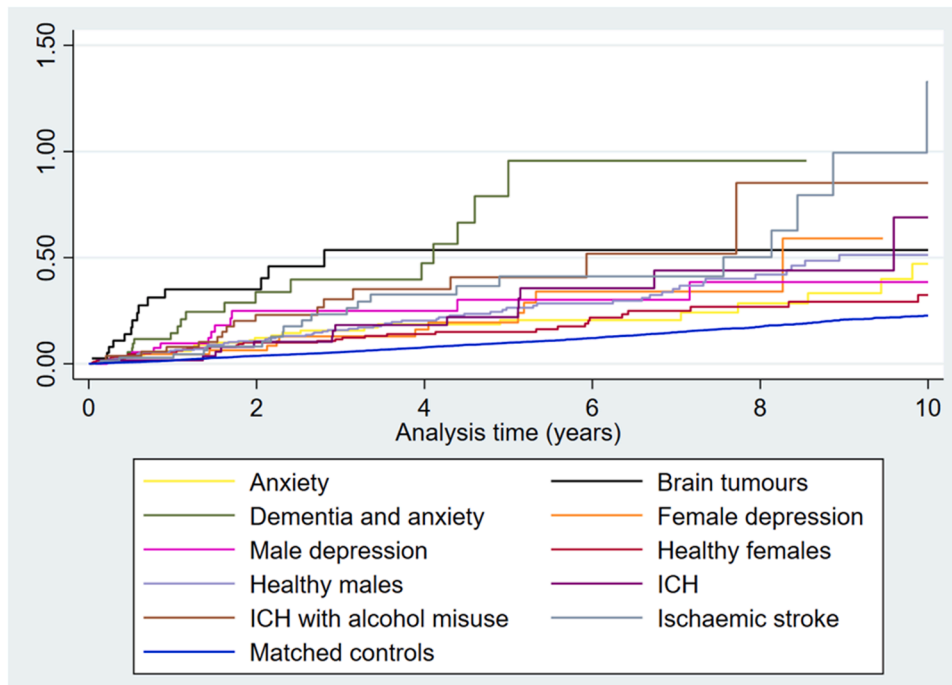 1.50
1.00
0.50
0.00
0 2 4 6 8 10
Analysis time (years)
Anxiety Brain tumours
Dementia and anxiety Female depression
Male depression Healthy females
Healthy males ICH
ICH with alcohol misuse Ischaemic stroke
Matched controls